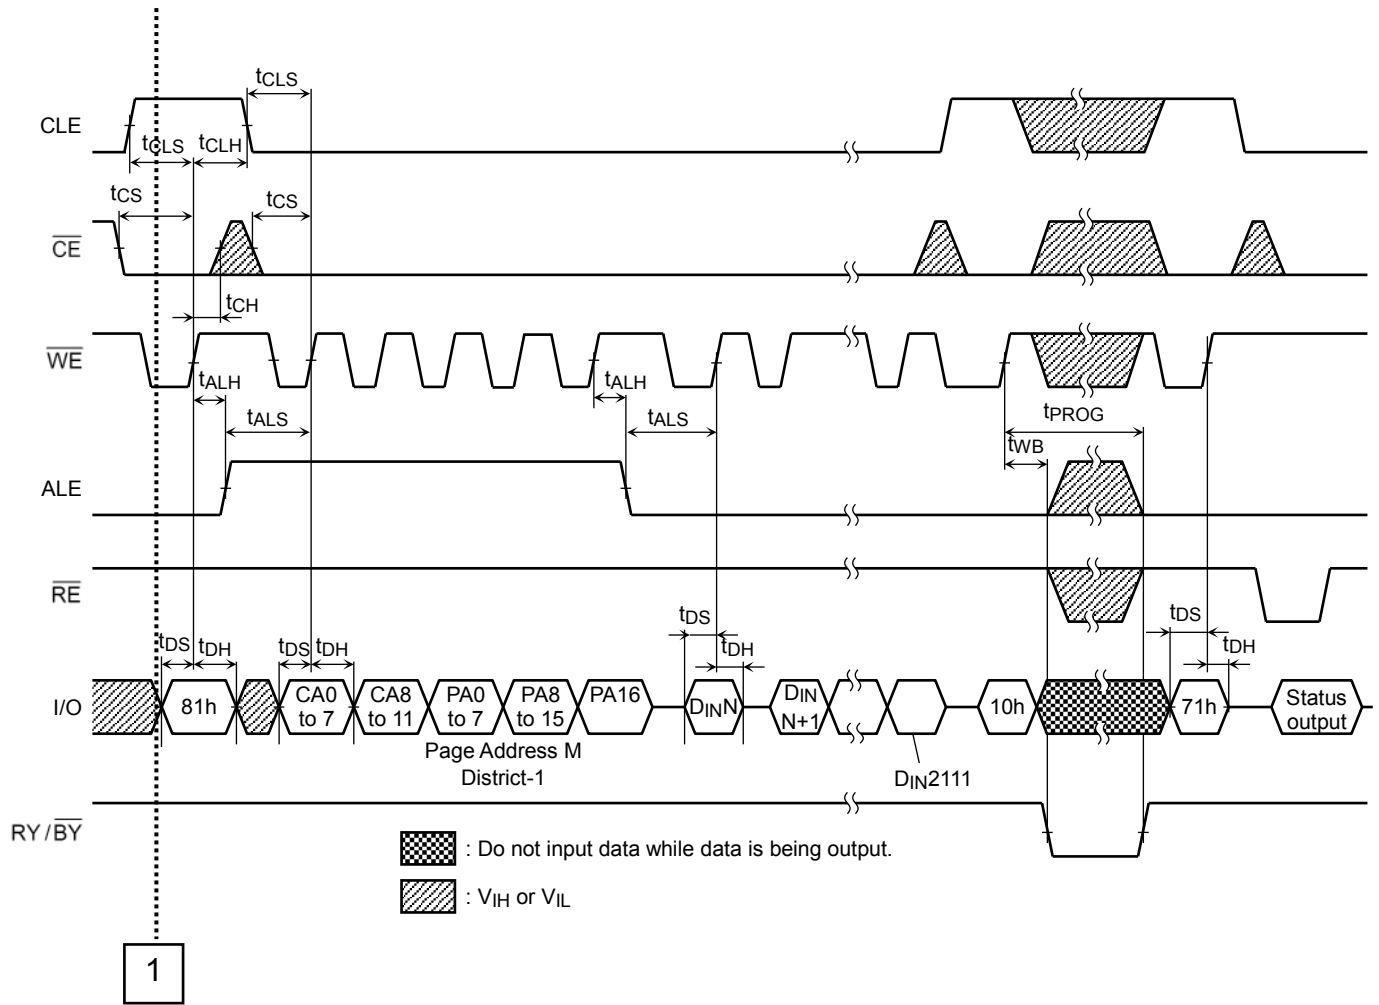 tCLS
CLE
tCLS
tCLH
tCS
tCS
CE
tCH
WE
tALH
tALH
tALS
tALS
tPROG
tWB
ALE
RE
tDS
tDH
tDS
tDH
tDS
tDH
tDS
tDH
I/O
81h
CA0
to 7
CA8
to 11
PA0
to 7
PA8
to 15
PA16
DINN
DIN
N+1
10h
71h
Status
output
Page Address M
District-1
DIN2111
RY/BY
: Do not input data while data is being output.
: VIH or VIL
1